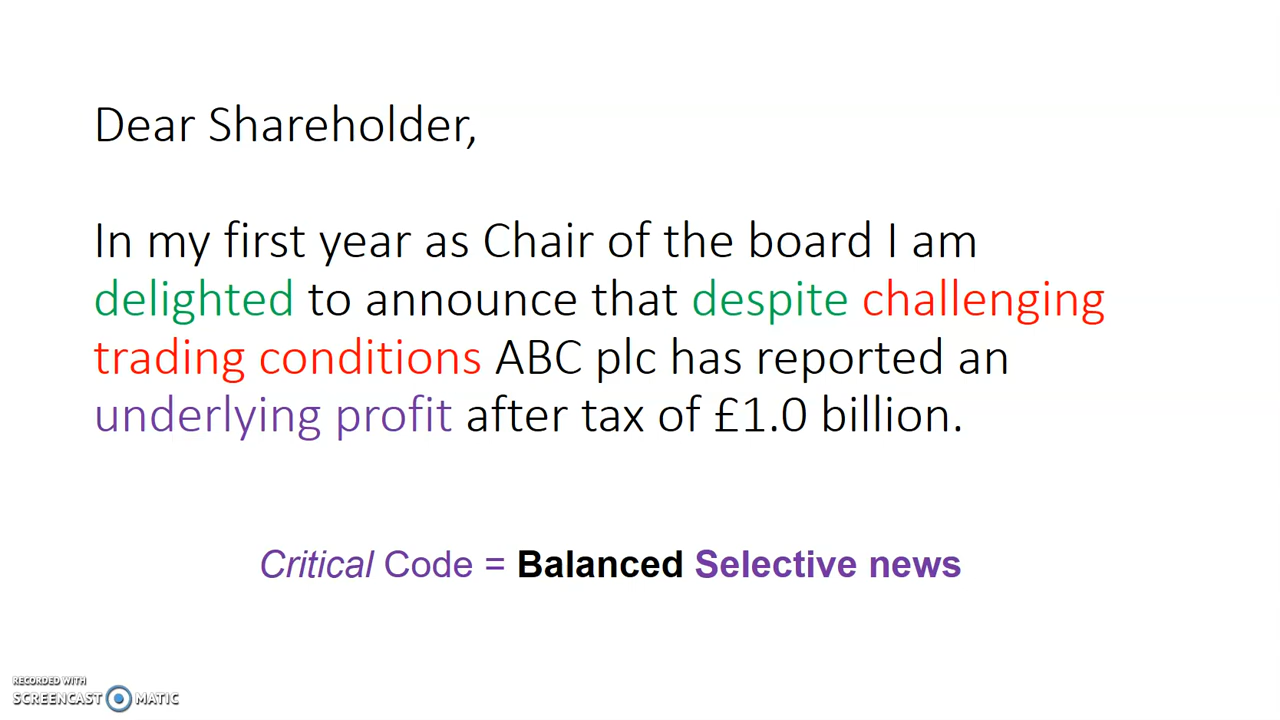 Dear Shareholder,
In my first year as Chair of the board I am
delighted to announce that despite challenging
trading conditions ABC plc has reported an
underlying profit after tax of £1.0 billion.
Critical Code = Balanced Selective news
RECORDED WITH
SCREENCAST MATIC